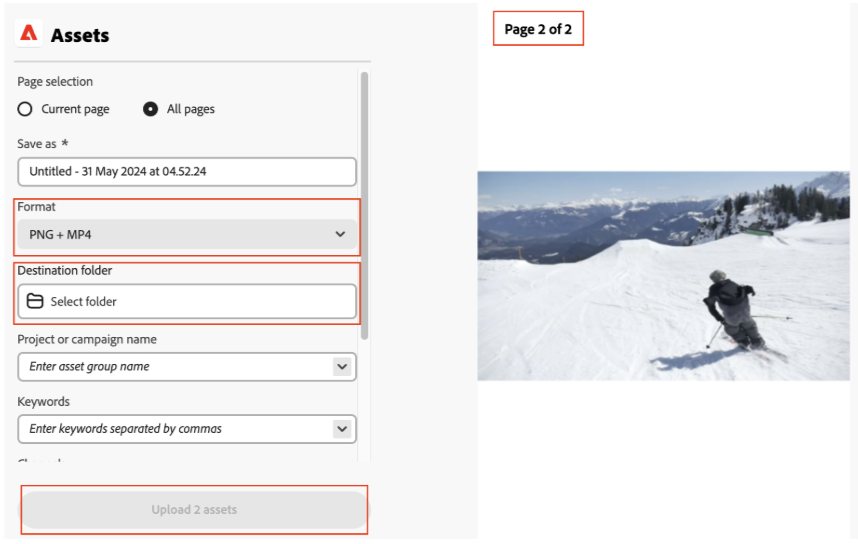 Assets
Page 2 of 2
Page selection
Current page
All pages
Save as *
Untitled - 31 May 2024 at 04.52.24
Format
PNG + MP4
Destination folder
Select folder
Project or campaign name
Enter asset group name
Keywords
Enter keywords separated by commas
Upload 2 assets